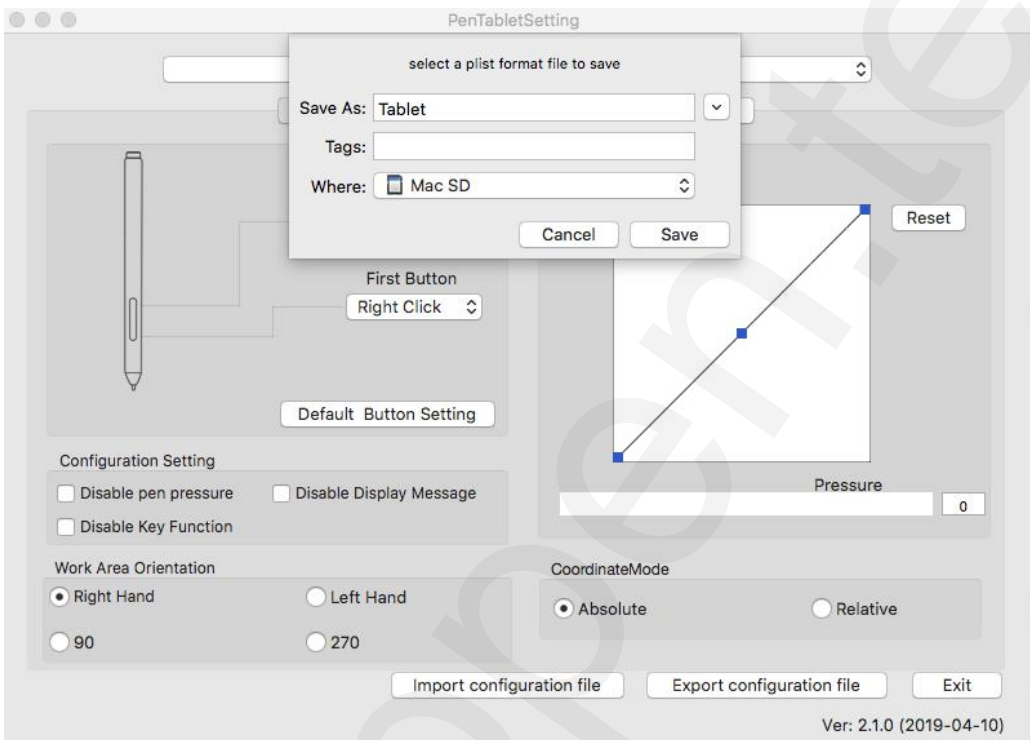 PenTabletSetting
select a plist format file to save
Save As: Tablet
Tags:
Where: Mac SD
Cancel Save
Reset
First Button
Right Click
Default Button Setting
Configuration Setting
Disable pen pressure Disable Display Message
Disable Key Function
Pressure
0
Work Area Orientation
Right Hand Left Hand
90 270
CoordinateMode
Absolute Relative
Import configuration file Export configuration file Exit
Ver: 2.1.0 (2019-04-10)